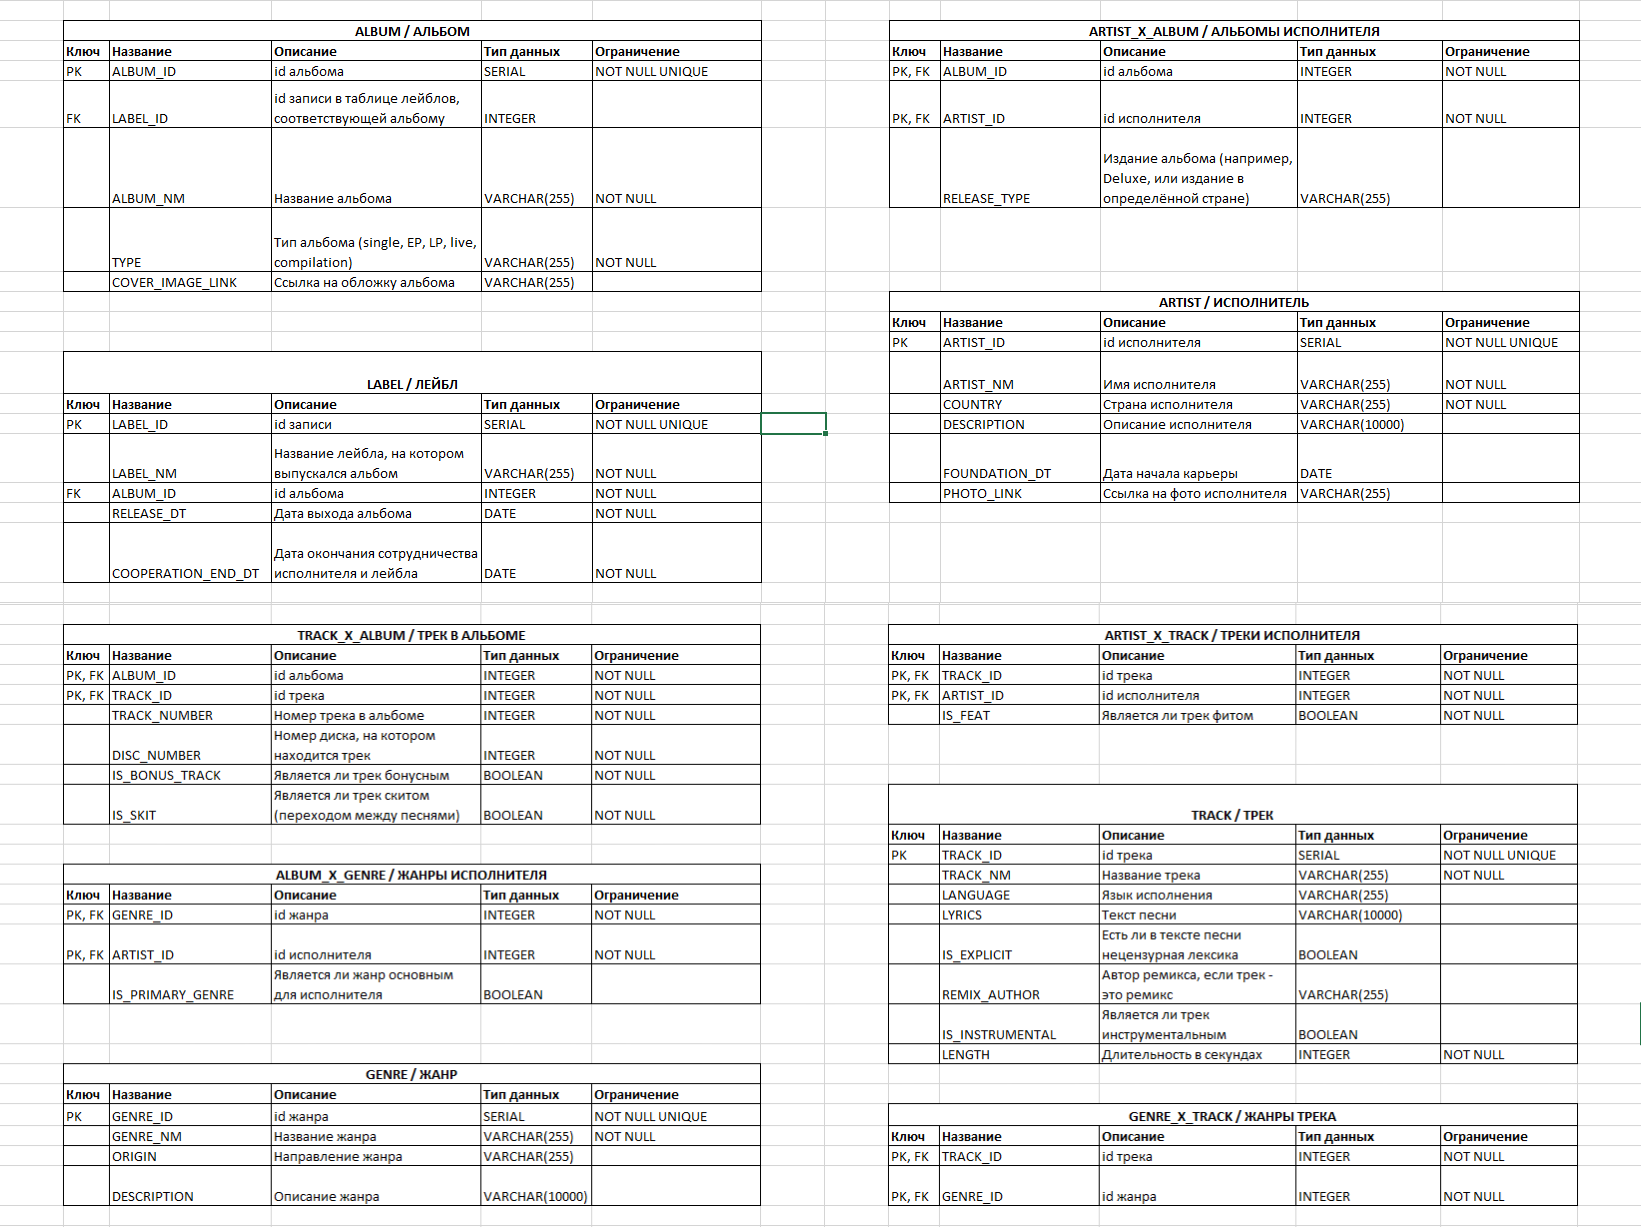 ALBUM / АЛЬБОМ
Ключ Название Описание Тип данных Ограничение
PK ALBUM_ID id альбома SERIAL NOT NULL UNIQUE
id записи в таблице лейблов,
FK LABEL_ID соответствующей альбому INTEGER
ALBUM_NM Название альбома VARCHAR(255) NOT NULL
Тип альбома (single, EP, LP, live,
TYPE compilation) VARCHAR(255) NOT NULL
COVER_IMAGE_LINK Ссылка на обложку альбома VARCHAR(255)
ARTIST_X_ALBUM / АЛЬБОМЫ ИСПОЛНИТЕЛЯ
Ключ Название Описание Тип данных Ограничение
PK, FK ALBUM_ID id альбома INTEGER NOT NULL
PK, FK ARTIST_ID id исполнителя INTEGER NOT NULL
Издание альбома (например,
Deluxe, или издание в
RELEASE_TYPE определённой стране) VARCHAR(255)
LABEL / ЛЕЙБЛ
Ключ Название Описание Тип данных Ограничение
PK LABEL_ID id записи SERIAL NOT NULL UNIQUE
Название лейбла, на котором
LABEL_NM выпускался альбом VARCHAR(255) NOT NULL
FK ALBUM_ID id альбома INTEGER NOT NULL
RELEASE_DT Дата выхода альбома DATE NOT NULL
Дата окончания сотрудничества
COOPERATION_END_DT исполнителя и лейбла DATE NOT NULL
ARTIST / ИСПОЛНИТЕЛЬ
Ключ Название Описание Тип данных Ограничение
PK ARTIST_ID id исполнителя SERIAL NOT NULL UNIQUE
ARTIST_NM Имя исполнителя VARCHAR(255) NOT NULL
COUNTRY Страна исполнителя VARCHAR(255) NOT NULL
DESCRIPTION Описание исполнителя VARCHAR(10000)
FOUNDATION_DT Дата начала карьеры DATE
PHOTO_LINK Ссылка на фото исполнителя VARCHAR(255)
TRACK_X_ALBUM / ТРЕК В АЛЬБОМЕ
Ключ Название Описание Тип данных Ограничение
PK, FK ALBUM_ID id альбома INTEGER NOT NULL
PK, FK TRACK_ID id трека INTEGER NOT NULL
TRACK_NUMBER Номер трека в альбоме INTEGER NOT NULL
Номер диска, на котором
DISC_NUMBER находится трек INTEGER NOT NULL
IS_BONUS_TRACK Является ли трек бонусным BOOLEAN NOT NULL
Является ли трек скитом
IS_SKIT (переходом между песнями) BOOLEAN NOT NULL
ARTIST_X_TRACK / ТРЕКИ ИСПОЛНИТЕЛЯ
Ключ Название Описание Тип данных Ограничение
PK, FK TRACK_ID id трека INTEGER NOT NULL
PK, FK ARTIST_ID id исполнителя INTEGER NOT NULL
IS_FEAT Является ли трек фитом BOOLEAN NOT NULL
ALBUM_X_GENRE / ЖАНРЫ ИСПОЛНИТЕЛЯ
Ключ Название Описание Тип данных Ограничение
PK, FK GENRE_ID id жанра INTEGER NOT NULL
PK, FK ARTIST_ID id исполнителя INTEGER NOT NULL
Является ли жанр основным
IS_PRIMARY_GENRE для исполнителя BOOLEAN
TRACK / ТРЕК
Ключ Название Описание Тип данных Ограничение
PK TRACK_ID id трека SERIAL NOT NULL UNIQUE
TRACK_NM Название трека VARCHAR(255) NOT NULL
LANGUAGE Язык исполнения VARCHAR(255)
LYRICS Текст песни VARCHAR(10000)
Есть ли в тексте песни
IS_EXPLICIT нецензурная лексика BOOLEAN
Автор ремикса, если трек -
REMIX_AUTHOR это ремикс VARCHAR(255)
Является ли трек
IS_INSTRUMENTAL инструментальным BOOLEAN
LENGTH Длительность в секундах INTEGER NOT NULL
GENRE / ЖАНР
Ключ Название Описание Тип данных Ограничение
PK GENRE_ID id жанра SERIAL NOT NULL UNIQUE
GENRE_NM Название жанра VARCHAR(255) NOT NULL
ORIGIN Направление жанра VARCHAR(255)
DESCRIPTION Описание жанра VARCHAR(10000)
GENRE_X_TRACK / ЖАНРЫ ТРЕКА
Ключ Название Описание Тип данных Ограничение
PK, FK TRACK_ID id трека INTEGER NOT NULL
PK, FK GENRE_ID id жанра INTEGER NOT NULL